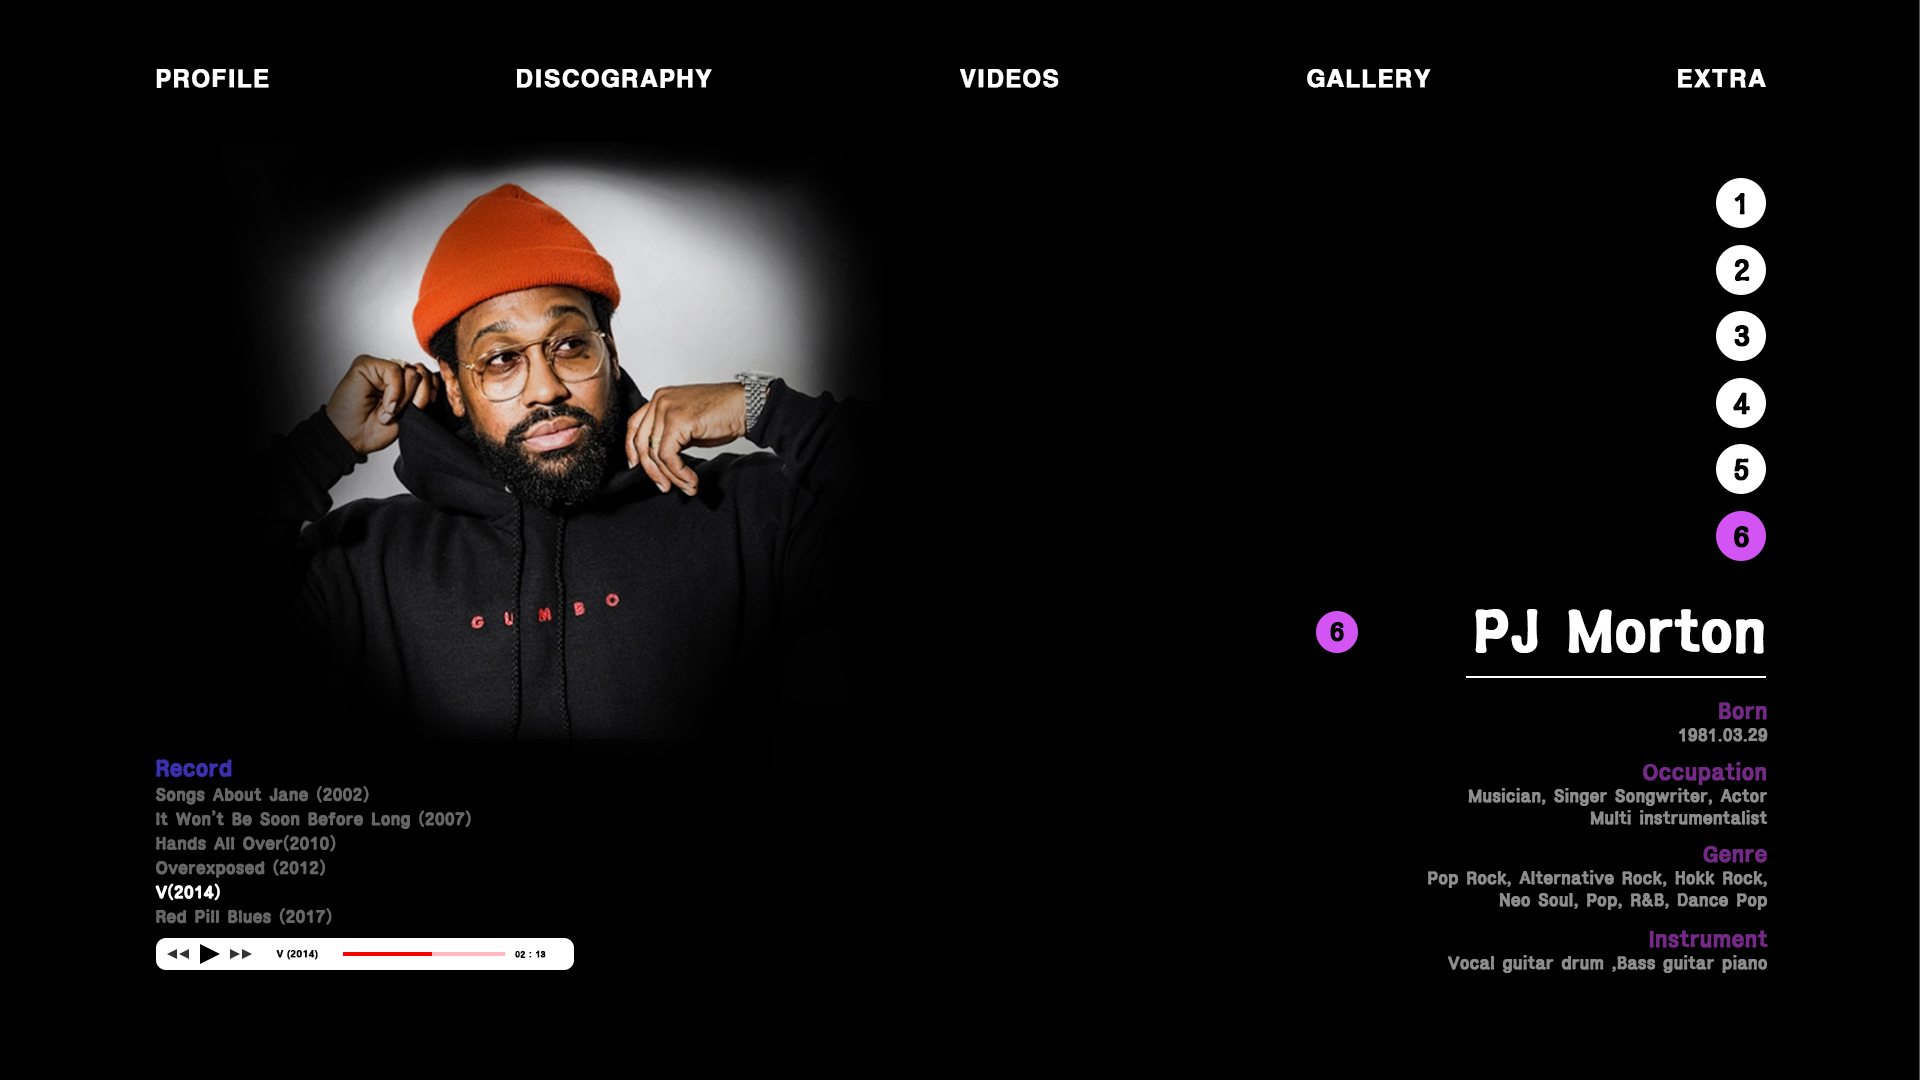 PROFILE DISCOGRAPHY VIDEOS GALLERY EXTRA
1
2
3
4
5
6
GUMBO
6 PJ Morton
Born
1981.03.29
Occupation
Musician, Singer Songwriter, Actor
Multi instrumentalist
Genre
Pop Rock, Alternative Rock, Hokk Rock,
Neo Soul, Pop, R&B, Dance Pop
Instrument
Vocal guitar drum ,Bass guitar piano
Record
Songs About Jane (2002)
It Won't Be Soon Before Long (2007)
Hands All Over(2010)
Overexposed (2012)
V(2014)
Red Pill Blues (2017)
V (2014) 02 : 13